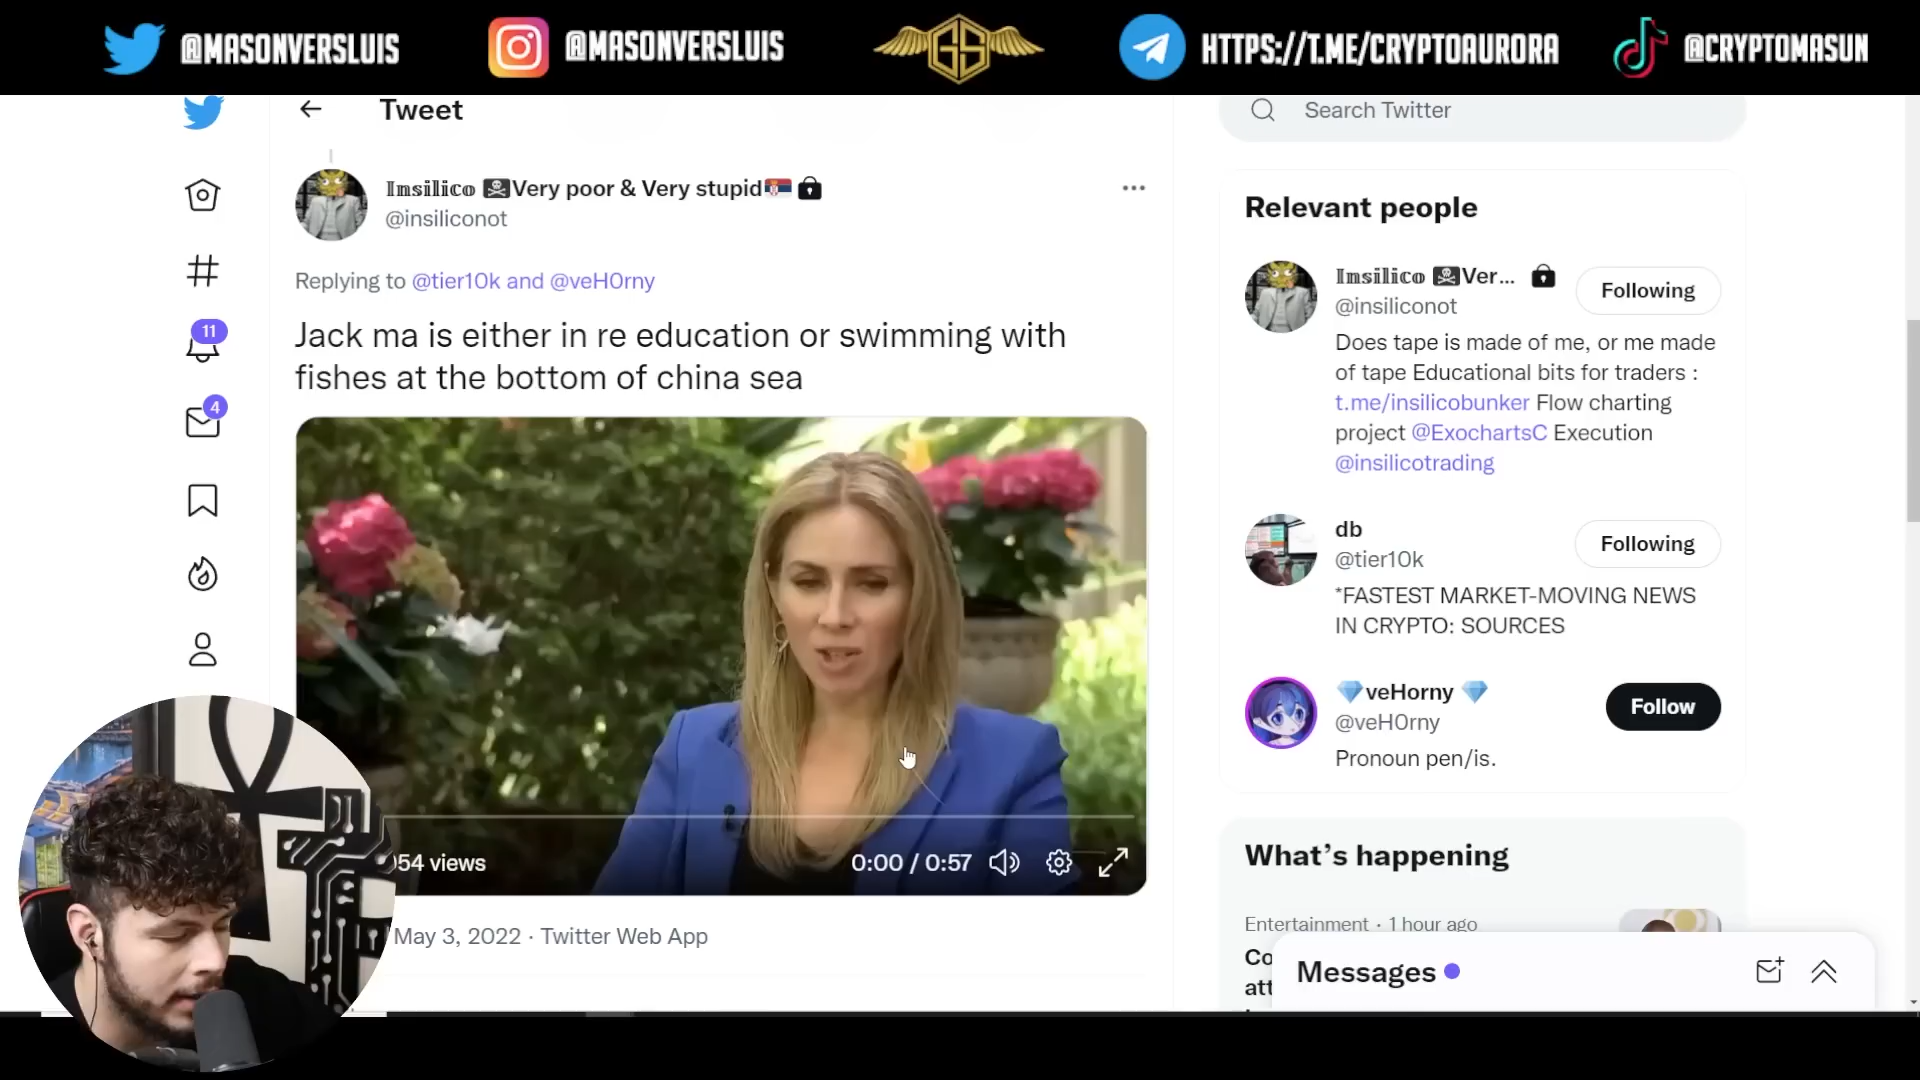 @MASONVERSLUIS
@MASONVERSLUIS
GS
HTTPS://T.ME/CRYPTOAURORA
@CRYPTOMASUN
Tweet
Search Twitter
𝕀𝕟𝕤𝕚𝕝𝕚𝕔𝕠 🏴‍☠️Very poor & Very stupid🇷🇸 🔒
@insiliconot
Replying to @tier10k and @veH0rny
Jack ma is either in re education or swimming with
fishes at the bottom of china sea
11
4
954 views
0:00 / 0:57
May 3, 2022 · Twitter Web App
Relevant people
𝕀𝕟𝕤𝕚𝕝𝕚𝕔𝕠 🏴‍☠️Ver... 🔒
Following
@insiliconot
Does tape is made of me, or me made
of tape Educational bits for traders :
t.me/insilicobunker Flow charting
project @ExochartsC Execution
@insilicotrading
db
Following
@tier10k
*FASTEST MARKET-MOVING NEWS
IN CRYPTO: SOURCES
💎veHorny 💎
Follow
@veH0rny
Pronoun pen/is.
What's happening
Entertainment · 1 hour ago
Co
att
Messages